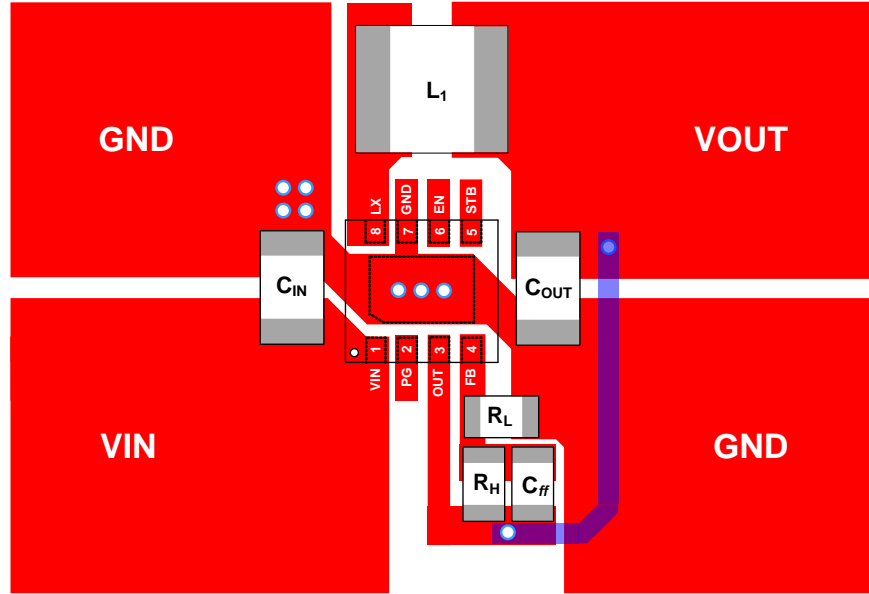 L1
GND
VOUT
LX
GND
EN
STB
8
7
6
5
CIN
COUT
1
2
3
4
VIN
PG
OUT
FB
RL
VIN
GND
RH
Cff